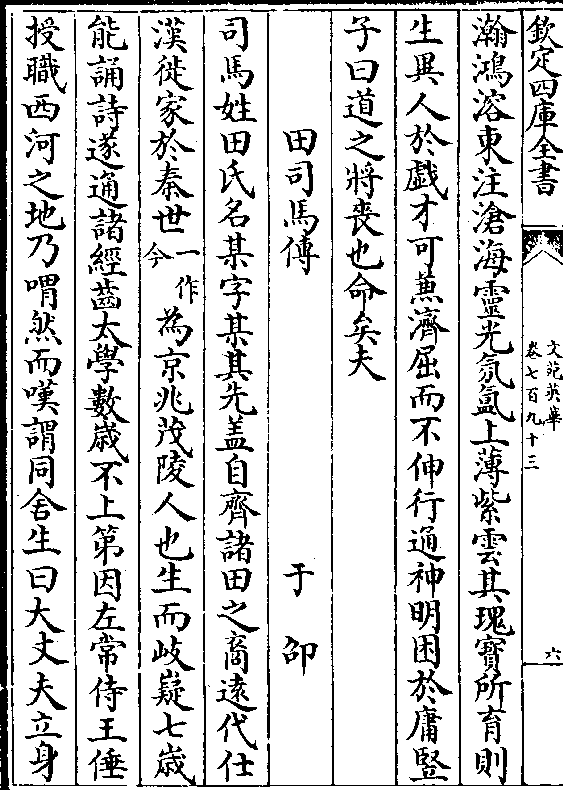 欽定四庫全書
文苑英華
卷七百九十三
六
瀚鴻溶東注滄海靈光氛氳上薄紫雲其瑰寶所育則
生異人於戲才可兼濟屈而不伸行通神明困於庸豎
子曰道之將喪也命矣夫
田司馬傳　于邵
司馬姓田氏名某字某其先盖自齊諸田之裔遠代仕
漢徙家於秦世一作今為京兆茂陵人也生而岐嶷七歳
能誦詩遂通諸經齒太學數歳不上第因左常侍王倕
授職西河之地乃喟然而嘆謂同舍生曰大丈夫立身